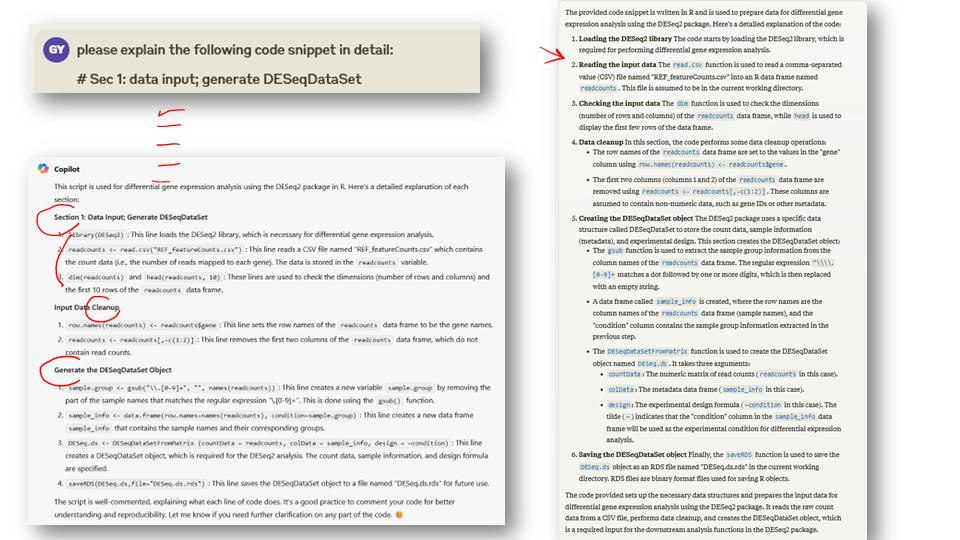 GY please explain the following code snippet in detail:
# Sec 1: data input; generate DESeqDataSet
Copilot
This script is used for differential gene expression analysis using the DESeq2 package in R. Here's a detailed explanation of each
section:
Section 1: Data Input; Generate DESeqDataSet
1. library(DESeq2) : This line loads the DESeq2 library, which is necessary for differential gene expression analysis.
2. readcounts <- read.csv("REF_featureCounts.csv") : This line reads a CSV file named "REF_featureCounts.csv" which contains
the count data (i.e., the number of reads mapped to each gene). The data is stored in the readcounts variable.
3. dim(readcounts) and head(readcounts, 10) : These lines are used to check the dimensions (number of rows and columns) and
the first 10 rows of the readcounts data frame.
Input Data Cleanup
1. row.names(readcounts) <- readcounts$gene : This line sets the row names of the readcounts data frame to be the gene names.
2. readcounts <- readcounts[,-c(1:2)] : This line removes the first two columns of the readcounts data frame, which do not
contain read counts.
Generate the DESeqDataSet Object
1. sample.group <- gsub("\\.[0-9]+", "", names(readcounts)) : This line creates a new variable sample.group by removing the
part of the sample names that matches the regular expression "\.[0-9]+". This is done using the gsub() function.
2. sample_info <- data.frame(row.names=names(readcounts), condition=sample.group) : This line creates a new data frame
sample_info that contains the sample names and their corresponding groups.
3. DESeq.ds <- DESeqDataSetFromMatrix (countData = readcounts, colData = sample_info, design = ~condition) : This line
creates a DESeqDataSet object, which is required for the DESeq2 analysis. The count data, sample information, and design formula
are specified.
4. saveRDS(DESeq.ds,file="DESeq.ds.rds") : This line saves the DESeqDataSet object to a file named "DESeq.ds.rds" for future use.
The script is well-commented, explaining what each line of code does. It's a good practice to comment your code for better
understanding and reproducibility. Let me know if you need further clarification on any part of the code. 😊
The provided code snippet is written in R and is used to prepare data for differential gene
expression analysis using the DESeq2 package. Here's a detailed explanation of the code:
1. Loading the DESeq2 library The code starts by loading the DESeq2 library, which is
required for performing differential gene expression analysis.
2. Reading the input data The read.csv function is used to read a comma-separated
value (CSV) file named "REF_featureCounts.csv" into an R data frame named
readcounts. This file is assumed to be in the current working directory.
3. Checking the input data The dim function is used to check the dimensions
(number of rows and columns) of the readcounts data frame, while head is used to
display the first few rows of the data frame.
4. Data cleanup In this section, the code performs some data cleanup operations:
• The row names of the readcounts data frame are set to the values in the "gene"
column using row.names(readcounts) <- readcounts$gene.
• The first two columns (columns 1 and 2) of the readcounts data frame are
removed using readcounts <- readcounts[,-c(1:2)]. These columns are
assumed to contain non-numeric data, such as gene IDs or other metadata.
5. Creating the DESeqDataSet object The DESeq2 package uses a specific data
structure called DESeqDataSet to store the count data, sample information
(metadata), and experimental design. This section creates the DESeqDataSet object:
• The gsub function is used to extract the sample group information from the
column names of the readcounts data frame. The regular expression "\\\\.
[0-9]+ matches a dot followed by one or more digits, which is then replaced
with an empty string.
• A data frame called sample_info is created, where the row names are the
column names of the readcounts data frame (sample names), and the
"condition" column contains the sample group information extracted in the
previous step.
• The DESeqDataSetFromMatrix function is used to create the DESeqDataSet
object named DESeq.ds. It takes three arguments:
• countData: The numeric matrix of read counts (readcounts in this case).
• colData: The metadata data frame (sample_info in this case).
• design: The experimental design formula (~condition in this case). The
tilde (~) indicates that the "condition" column in the sample_info data
frame will be used as the experimental condition for differential expression
analysis.
6. Saving the DESeqDataSet object Finally, the saveRDS function is used to save the
DESeq.ds object as an RDS file named "DESeq.ds.rds" in the current working
directory. RDS files are binary format files used for saving R objects.
The code provided sets up the necessary data structures and prepares the input data for
differential gene expression analysis using the DESeq2 package. It reads the raw count
data from a CSV file, performs data cleanup, and creates the DESeqDataSet object, which
is a required input for the downstream analysis functions in the DESeq2 package.